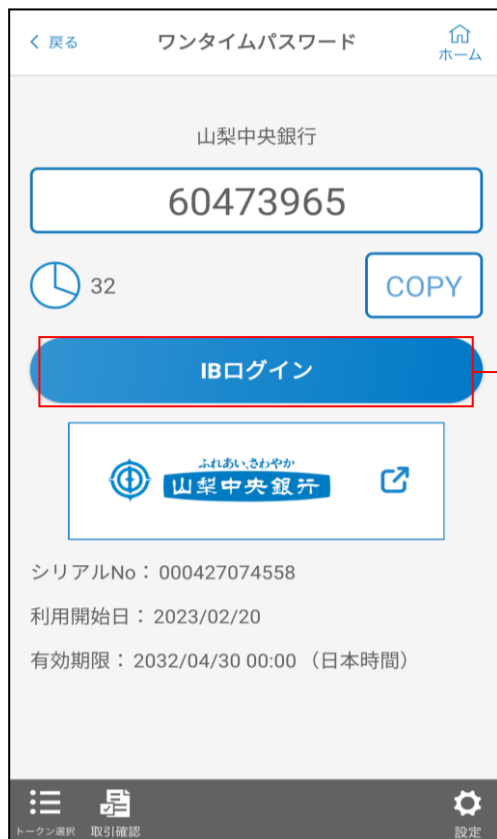 戻る ワンタイムパスワード ホーム
山梨中央銀行
60473965
32 COPY
IBログイン
ふれあい、さわやか
山梨中央銀行
シリアルNo：000427074558
利用開始日：2023/02/20
有効期限：2032/04/30 00:00 （日本時間）
トークン選択 取引確認 設定